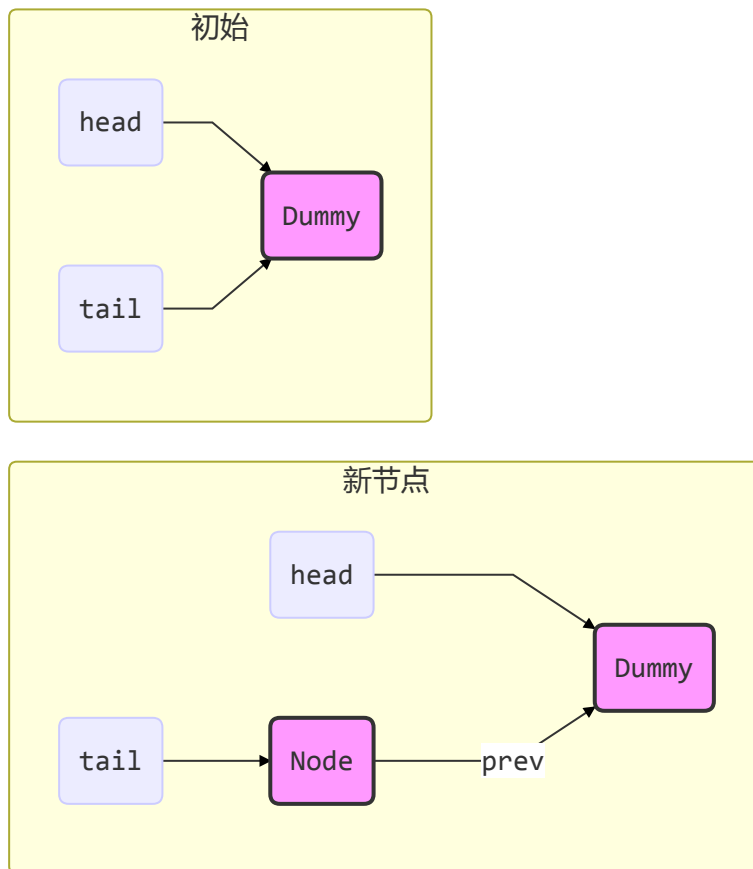 初始
head
Dummy
tail
新节点
head
Dummy
tail
Node
prev